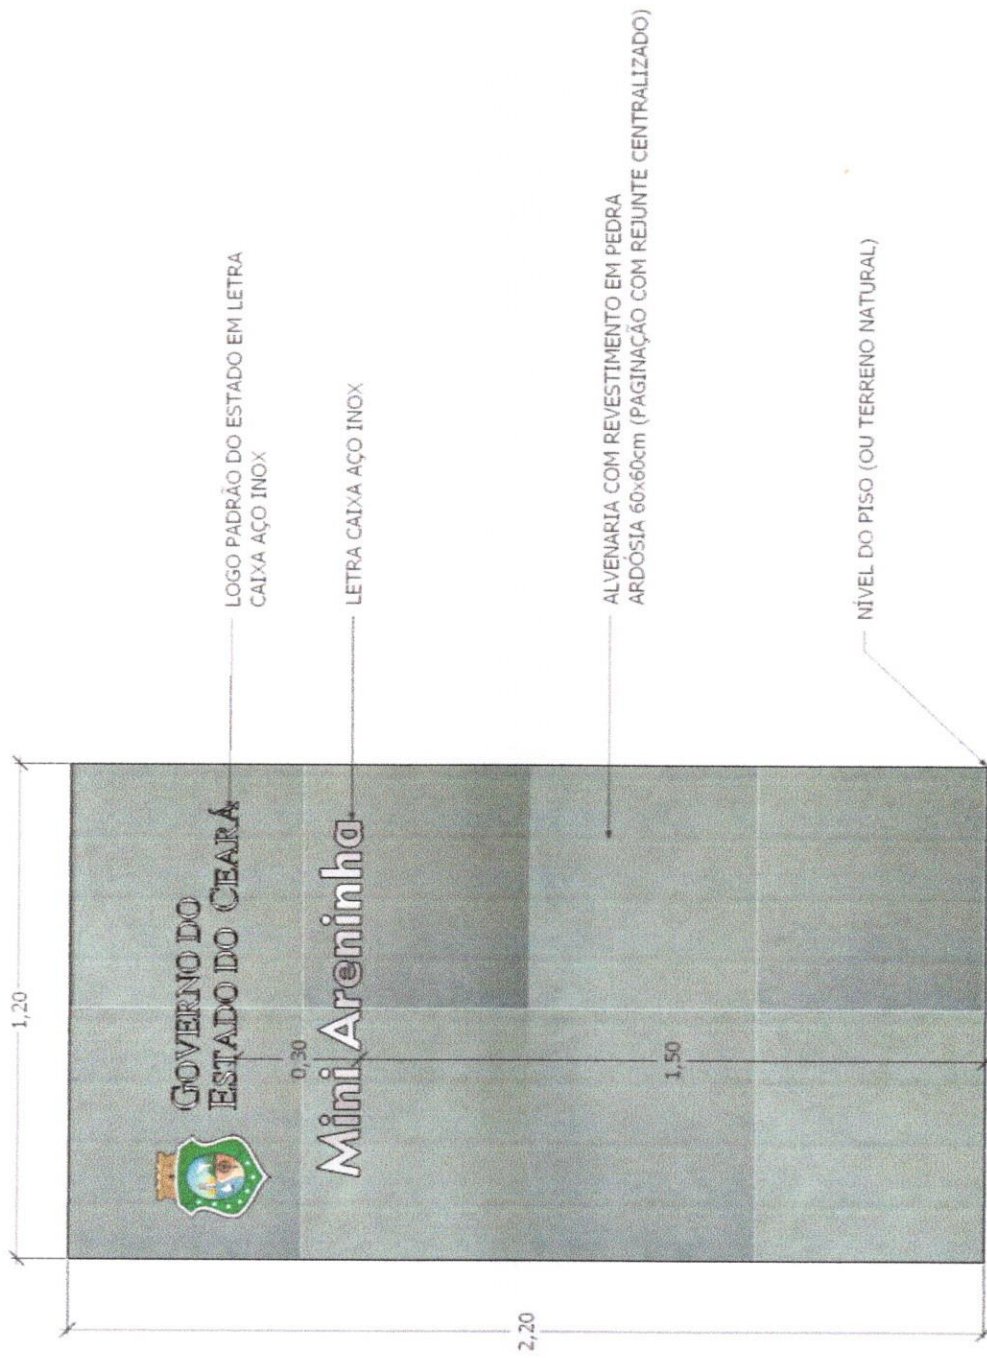 1,20
2,20
GOVERNO DO
ESTADO DO CEARÁ
0,30
Mini Areninha
1,50
LOGO PADRÃO DO ESTADO EM LETRA
CAIXA AÇO INOX
LETRA CAIXA AÇO INOX
ALVENARIA COM REVESTIMENTO EM PEDRA
ARDÓSIA 60x60cm (PAGINAÇÃO COM REJUNTE CENTRALIZADO)
NÍVEL DO PISO (OU TERRENO NATURAL)